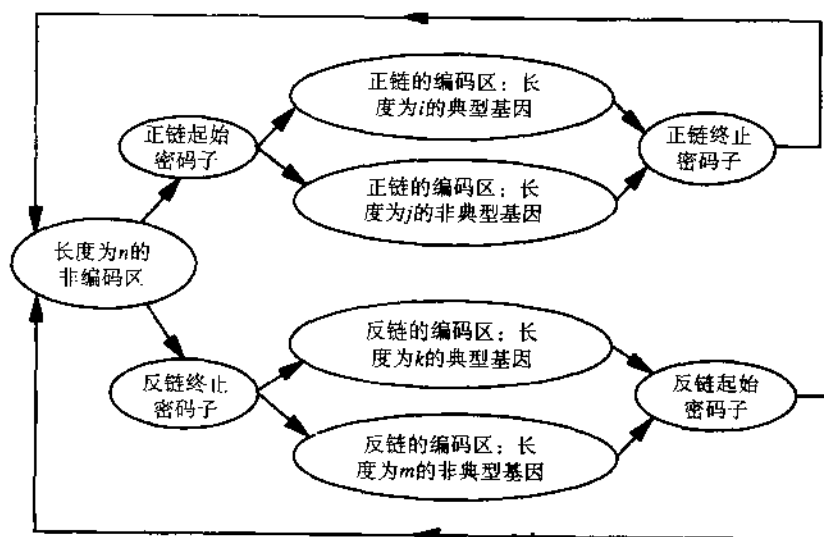 正链的编码区：长
度为i的典型基因
正链起始
密码子
正链终止
密码子
正链的编码区：长
度为j的非典型基因
长度为n的
非编码区
反链的编码区：长
度为k的典型基因
反链终止
密码子
反链起始
密码子
反链的编码区：长
度为m的非典型基因